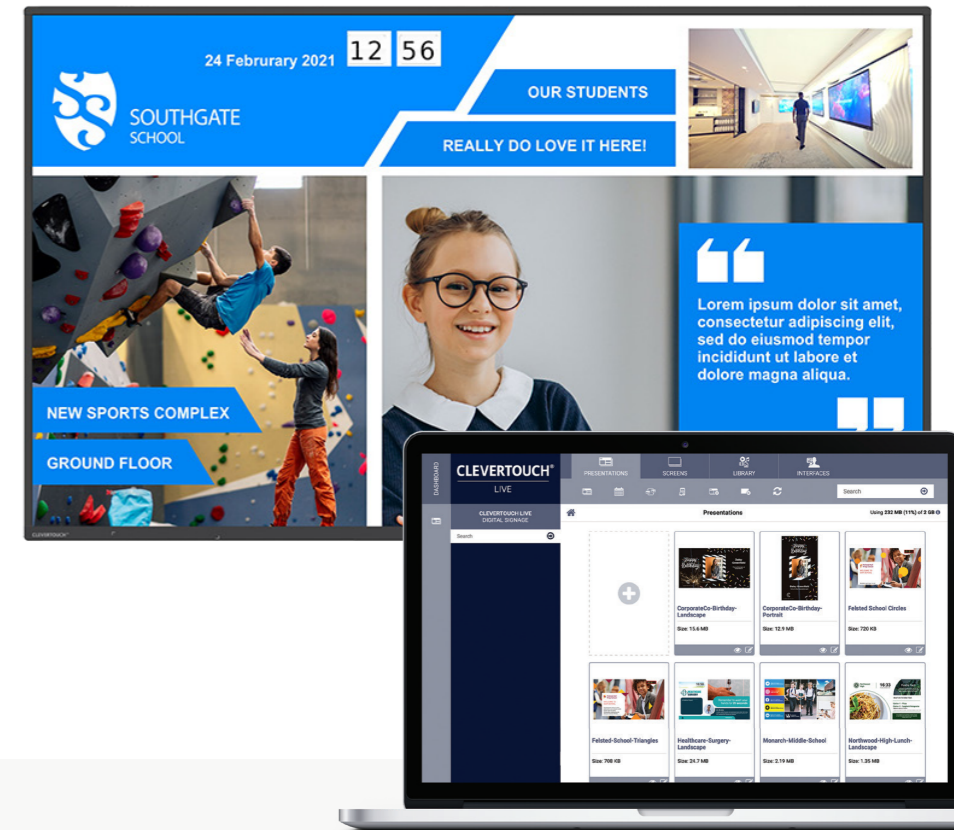 24 Februrary 2021
12 56
SOUTHGATE
SCHOOL
OUR STUDENTS
REALLY DO LOVE IT HERE!
NEW SPORTS COMPLEX
GROUND FLOOR
Lorem ipsum dolor sit amet,
consectetur adipiscing elit,
sed do eiusmod tempor
incididunt ut labore et
dolore magna aliqua.
CLEVERTOUCH
DASHBOARD
CLEVERTOUCH®
LIVE
PRESENTATIONS
SCREENS
LIBRARY
INTERFACES
Search
CLEVERTOUCH LIVE
DIGITAL SIGNAGE
Search
Presentations
Using 232 MB (11%) of 2 GB
Happy
Birthday
CorporateCo-Birthday-
Landscape
Size: 15.6 MB
Happy
Birthday
CorporateCo-Birthday-
Portrait
Size: 12.9 MB
Felsted School Circles
Size: 720 KB
Felsted-School-Triangles
Size: 708 KB
Healthcare-Surgery-
Landscape
Size: 24.7 MB
Monarch-Middle-School
Size: 2.19 MB
Northwood-High-Lunch-
Landscape
Size: 1.35 MB